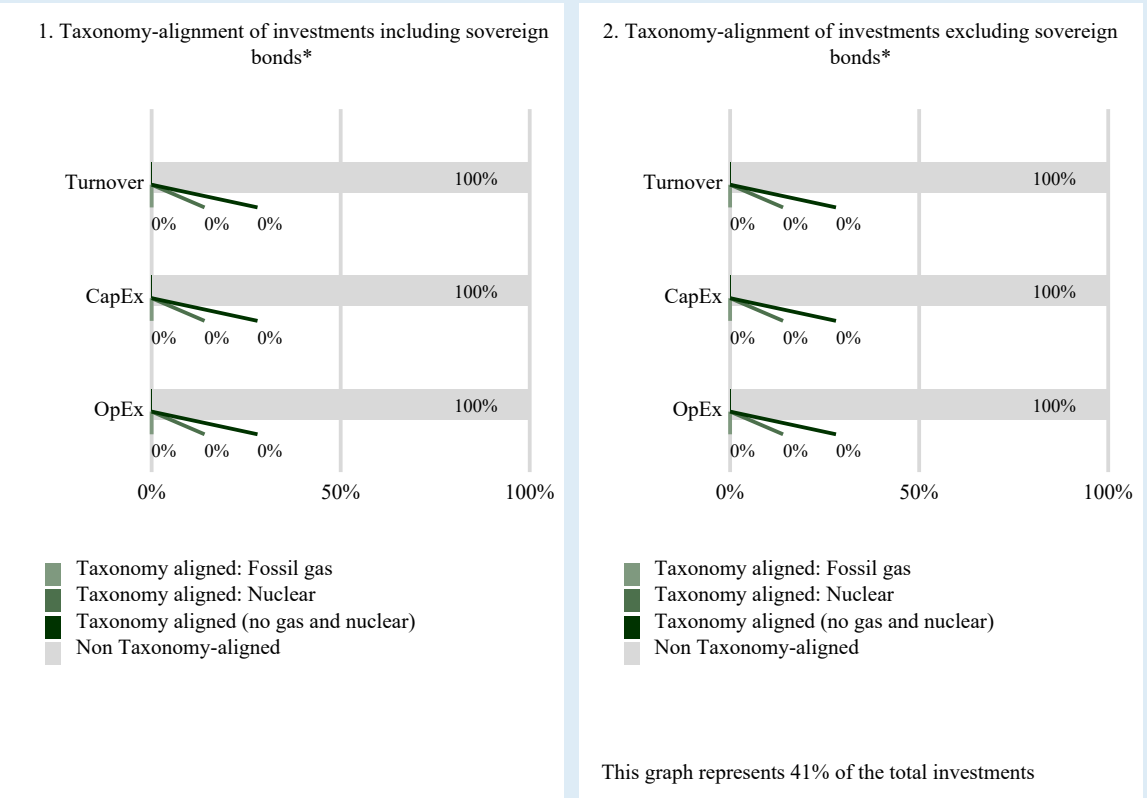 1. Taxonomy-alignment of investments including sovereign
bonds*
Turnover
100%
0% 0% 0%
CapEx
100%
0% 0% 0%
OpEx
100%
0% 0% 0%
0% 50% 100%
Taxonomy aligned: Fossil gas
Taxonomy aligned: Nuclear
Taxonomy aligned (no gas and nuclear)
Non Taxonomy-aligned
2. Taxonomy-alignment of investments excluding sovereign
bonds*
Turnover
100%
0% 0% 0%
CapEx
100%
0% 0% 0%
OpEx
100%
0% 0% 0%
0% 50% 100%
Taxonomy aligned: Fossil gas
Taxonomy aligned: Nuclear
Taxonomy aligned (no gas and nuclear)
Non Taxonomy-aligned
This graph represents 41% of the total investments